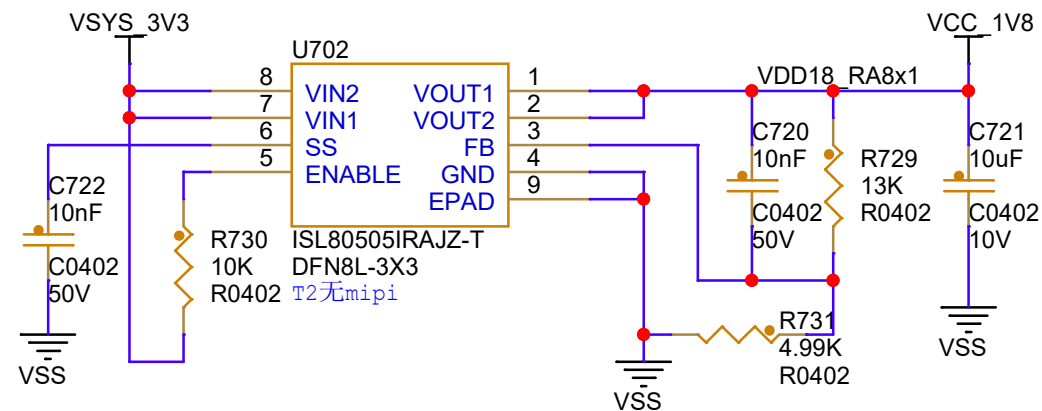 VSYS_3V3
VCC_1V8
U702
VDD18_RA8x1
8
VIN2
VOUT1
1
7
VIN1
VOUT2
2
6
SS
FB
3
5
ENABLE
GND
4
EPAD
9
C722
10nF
C0402
50V
R730
10K
R0402
ISL80505IRAJZ-T
DFN8L-3X3
T2无mipi
C720
10nF
C0402
50V
R729
13K
R0402
C721
10uF
C0402
10V
R731
4.99K
R0402
VSS
VSS
VSS